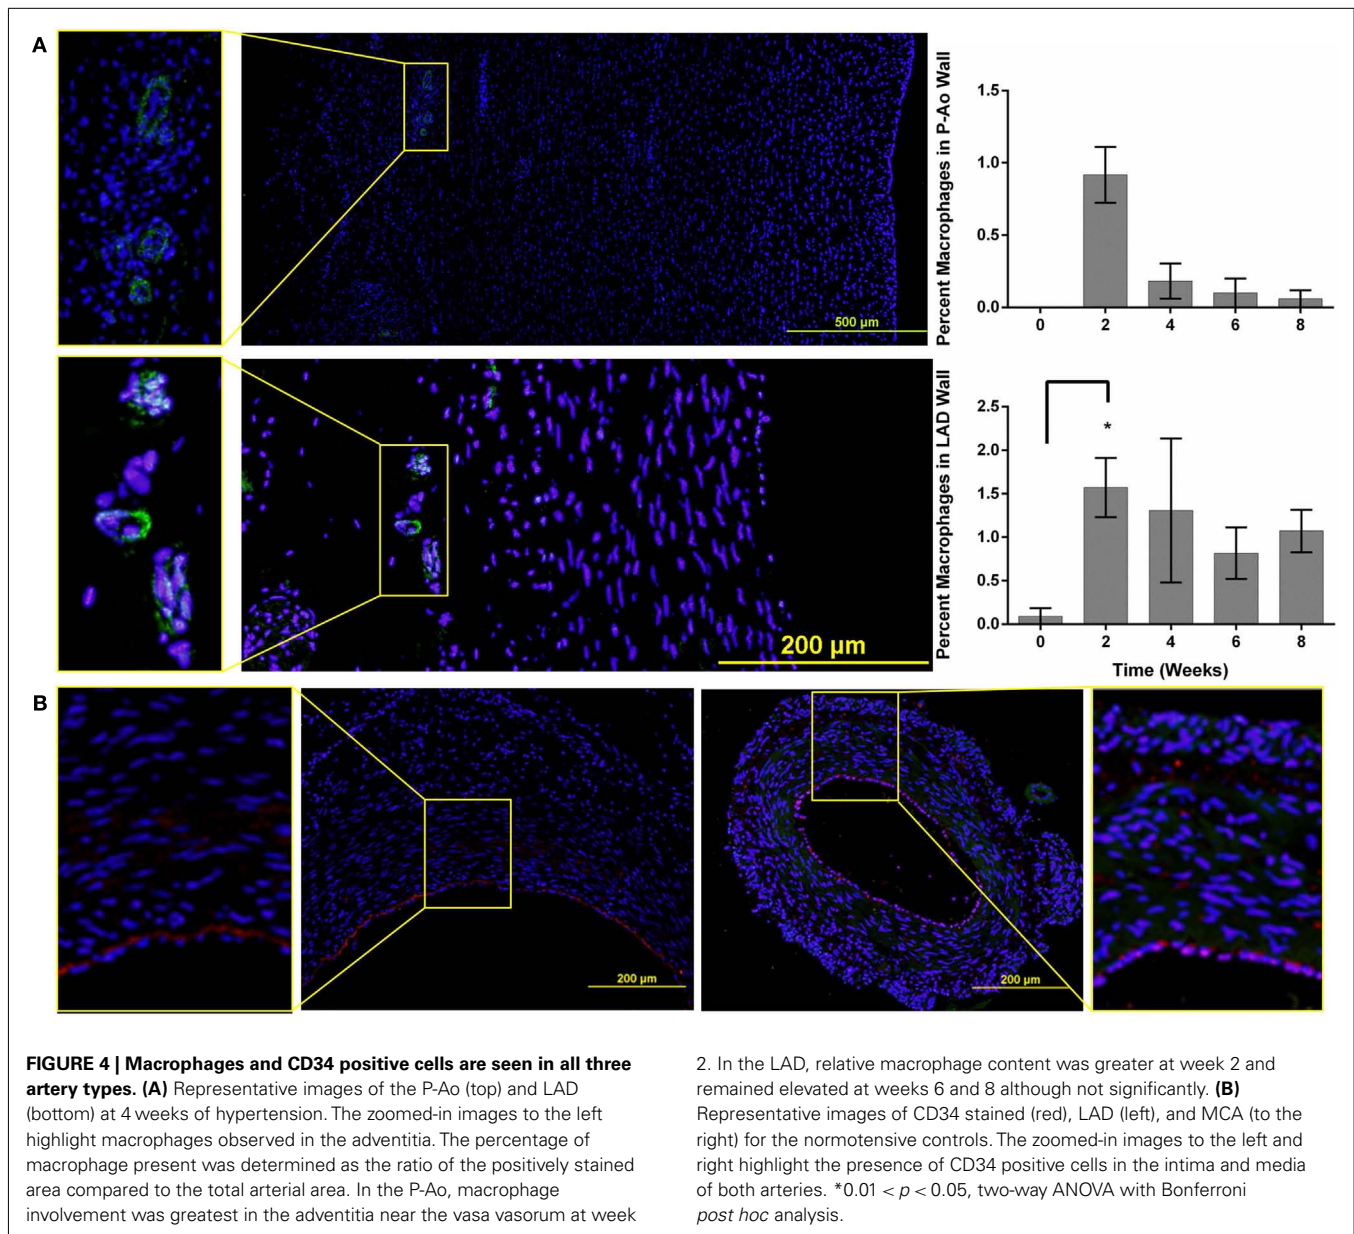 A
500 μm
Percent Macrophages in P-Ao Wall
1.5
1.0
0.5
0.0
0 2 4 6 8
200 μm
Percent Macrophages in LAD Wall
2.5
2.0
1.5
1.0
0.5
0.0
*
0 2 4 6 8
Time (Weeks)
B
200 μm
200 μm
FIGURE 4 | Macrophages and CD34 positive cells are seen in all three
artery types. (A) Representative images of the P-Ao (top) and LAD
(bottom) at 4 weeks of hypertension. The zoomed-in images to the left
highlight macrophages observed in the adventitia. The percentage of
macrophage present was determined as the ratio of the positively stained
area compared to the total arterial area. In the P-Ao, macrophage
involvement was greatest in the adventitia near the vasa vasorum at week
2. In the LAD, relative macrophage content was greater at week 2 and
remained elevated at weeks 6 and 8 although not significantly. (B)
Representative images of CD34 stained (red), LAD (left), and MCA (to the
right) for the normotensive controls. The zoomed-in images to the left and
right highlight the presence of CD34 positive cells in the intima and media
of both arteries. *0.01 < p < 0.05, two-way ANOVA with Bonferroni
post hoc analysis.